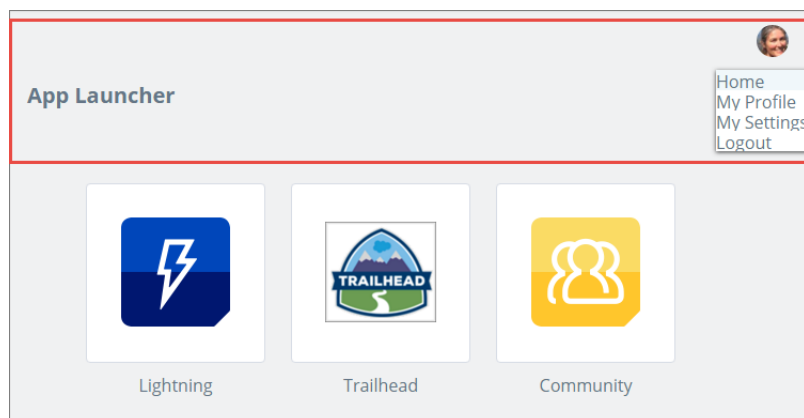 Home
App Launcher
My Profile
My Settings
Logout
TRAILHEAD
Lightning
Trailhead
Community